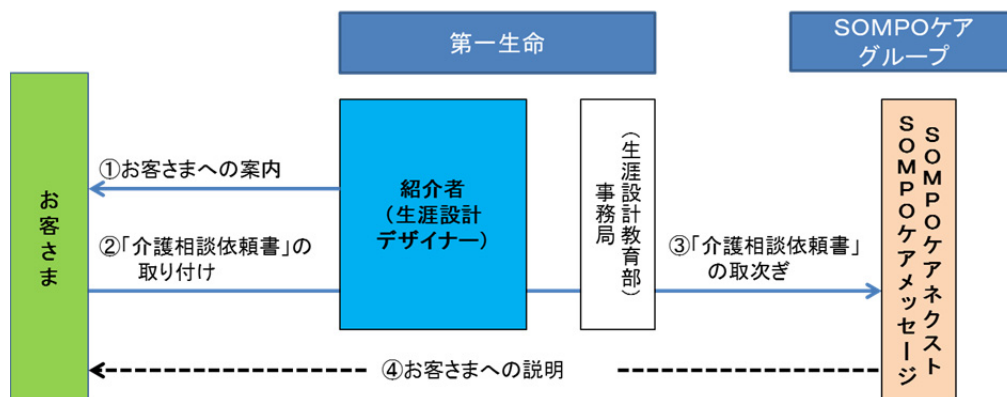 第一生命
SOMPOケア
グループ
お客さま
①お客さまへの案内
②「介護相談依頼書」の
取り付け
紹介者
（生涯設計
デザイナー）
事務局
（生涯設計教育部）
③「介護相談依頼書」
の取次ぎ
SOMPOケアネクスト
SOMPOケアメッセージ
④お客さまへの説明